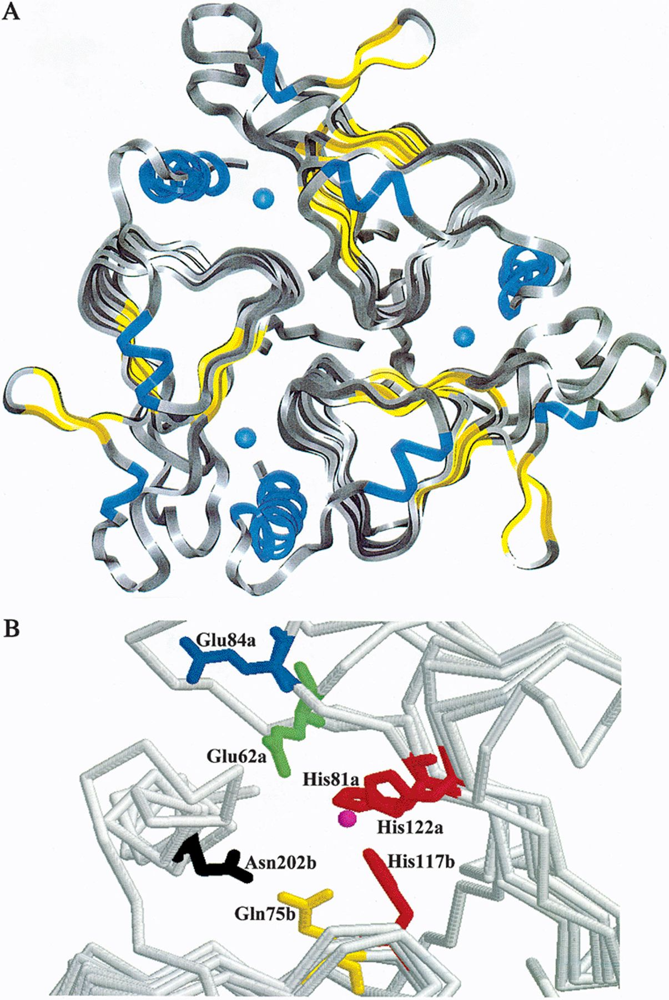 A
B
Glu84a
Glu62a
His81a
His122a
Asn202b
His117b
Gln75b